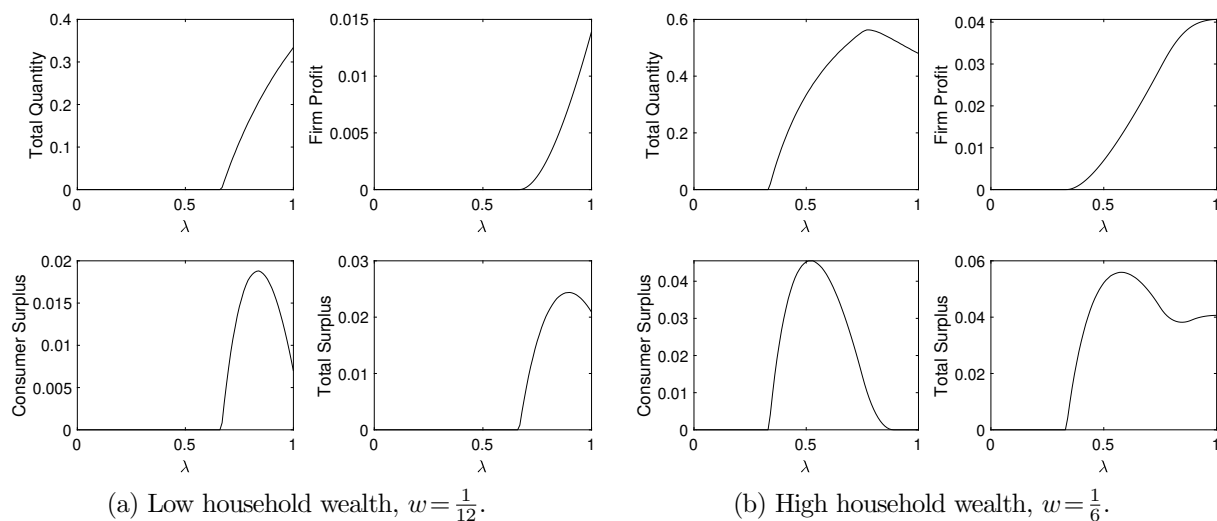 Total Quantity
0.4
0.3
0.2
0.1
0
0 0.5 1
λ
Firm Profit
0.015
0.01
0.005
0
0 0.5 1
λ
Consumer Surplus
0.02
0.015
0.01
0.005
0
0 0.5 1
λ
Total Surplus
0.03
0.02
0.01
0
0 0.5 1
λ
(a) Low household wealth, w = 1/12.
Total Quantity
0.6
0.4
0.2
0
0 0.5 1
λ
Firm Profit
0.04
0.03
0.02
0.01
0
0 0.5 1
λ
Consumer Surplus
0.04
0.03
0.02
0.01
0
0 0.5 1
λ
Total Surplus
0.06
0.04
0.02
0
0 0.5 1
λ
(b) High household wealth, w = 1/6.